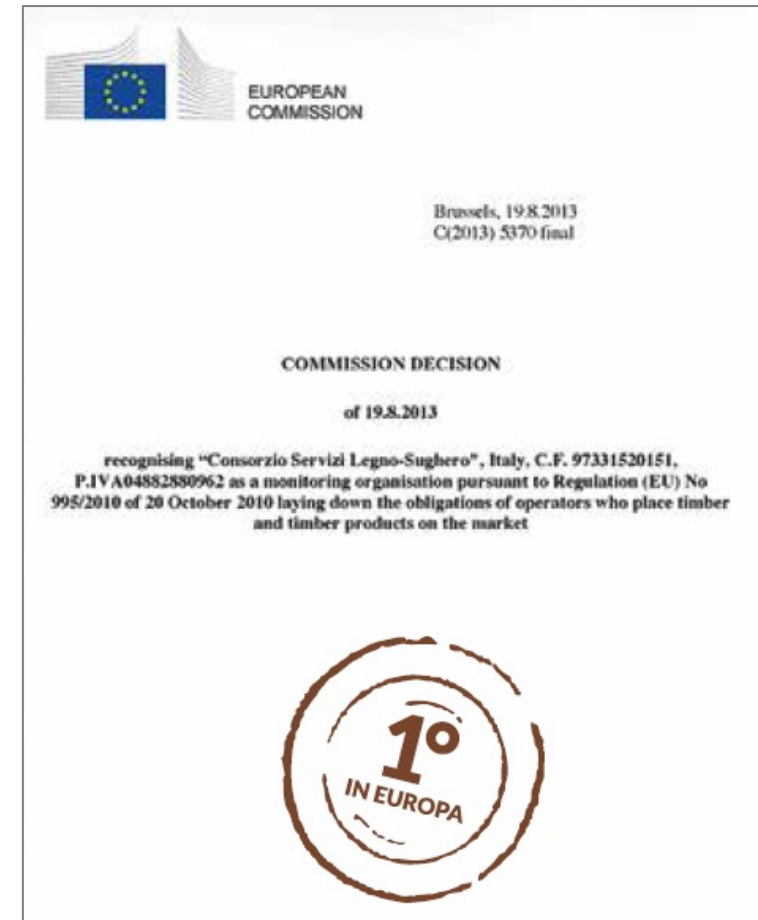 EUROPEAN
COMMISSION
Brussels, 19.8.2013
C(2013) 5370 final
COMMISSION DECISION
of 19.8.2013
recognising “Consorzio Servizi Legno-Sughero”, Italy, C.F. 97331520151,
P.IVA04882880962 as a monitoring organisation pursuant to Regulation (EU) No
995/2010 of 20 October 2010 laying down the obligations of operators who place timber
and timber products on the market
1º
IN EUROPA